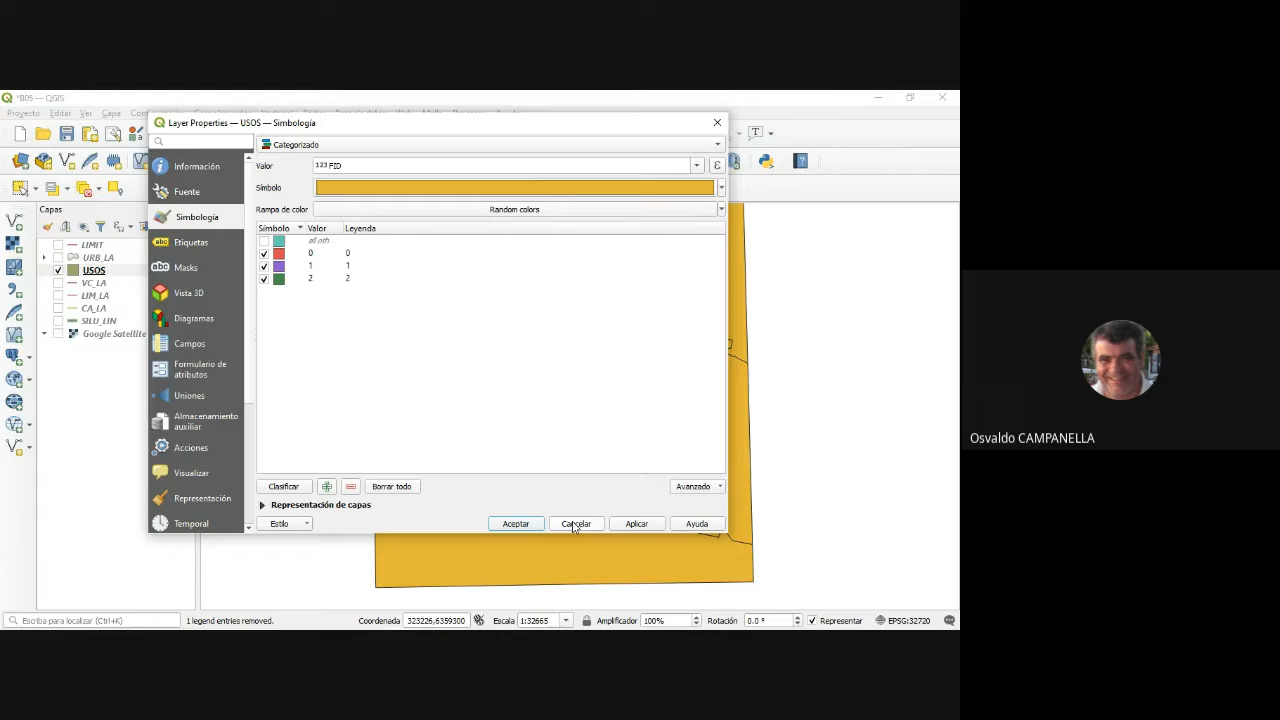 *B05 — QGIS
Proyecto Editar Ver Capa
Layer Properties — USOS — Simbología
Información
Fuente
Simbología
Etiquetas
Masks
Vista 3D
Diagramas
Campos
Formulario de
atributos
Uniones
Almacenamiento
auxiliar
Acciones
Visualizar
Representación
Temporal
Categorizado
Valor 123 FID
Símbolo
Rampa de color Random colors
Símbolo Valor Leyenda
all oth
0 0
1 1
2 2
Clasificar Borrar todo Avanzado
Representación de capas
Estilo Aceptar Cancelar Aplicar Ayuda
Capas
LIMIT
URB_LA
USOS
VC_LA
LIM_LA
CA_LA
SILU_LIN
Google Satellite
Escriba para localizar (Ctrl+K) 1 legend entries removed. Coordenada 323226,6359300 Escala 1:32665 Amplificador 100% Rotación 0.0 ° Representar EPSG:32720
Osvaldo CAMPANELLA